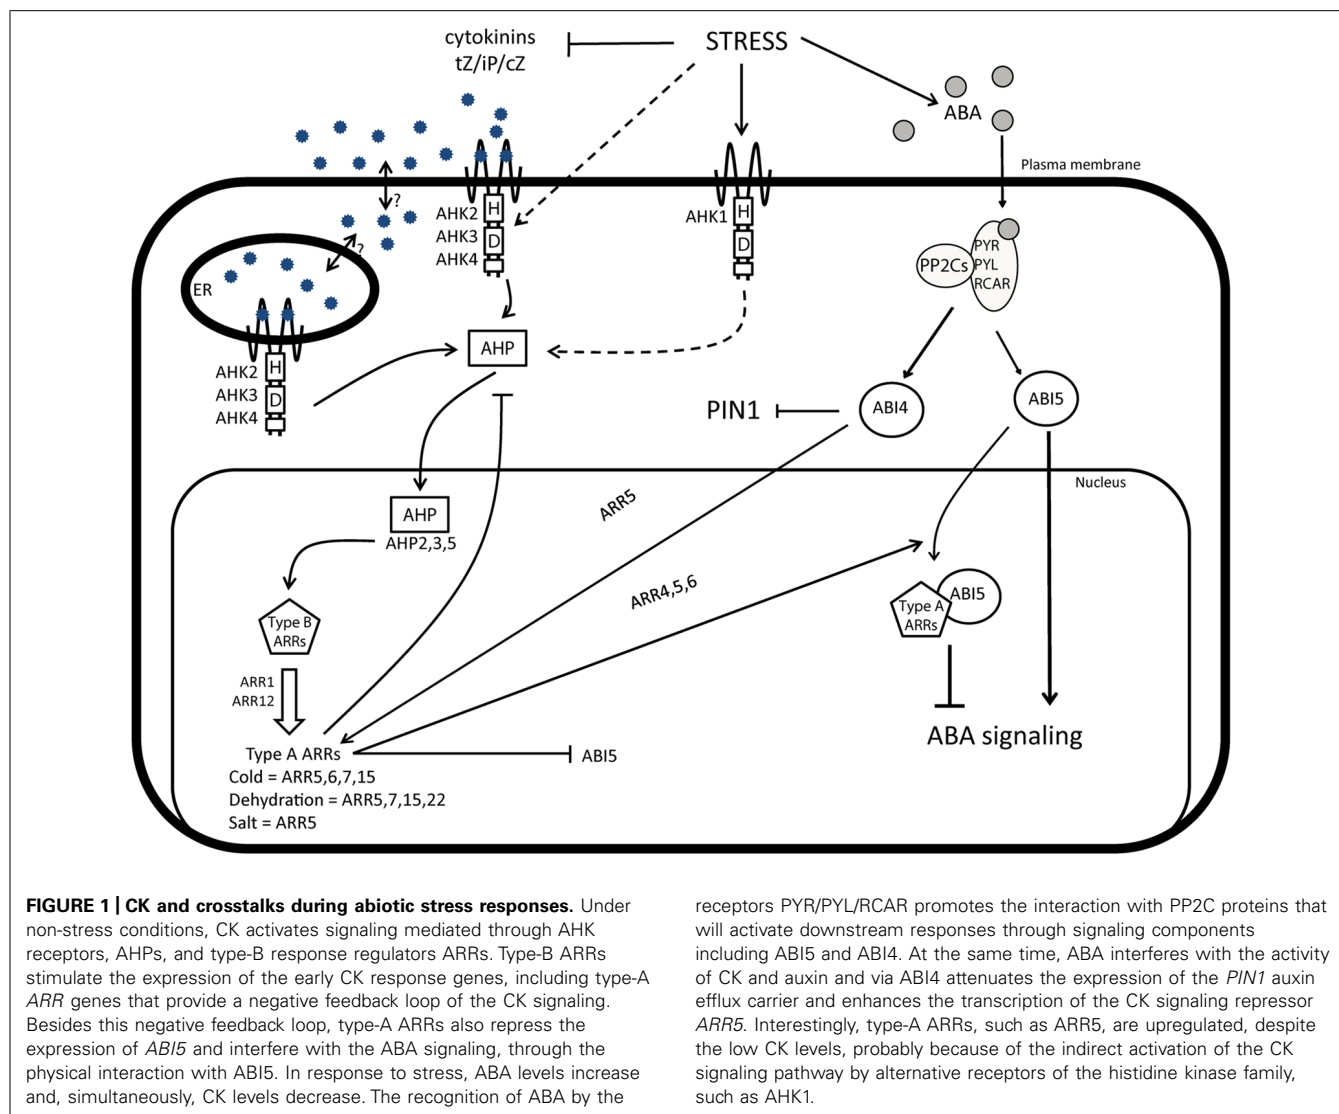 cytokinins
tZ/iP/cZ
STRESS
ABA
Plasma membrane
?
?
AHK2
AHK3
AHK4
H
D
AHK1
H
D
PP2Cs
PYR
PYL
RCAR
ER
AHK2
AHK3
AHK4
H
D
AHP
PIN1
ABI4
ABI5
Nucleus
AHP
AHP2,3,5
ARR5
ARR4,5,6
Type B
ARRs
Type A
ARRs
ABI5
ARR1
ARR12
ABA signaling
Type A ARRs
ABI5
Cold = ARR5,6,7,15
Dehydration = ARR5,7,15,22
Salt = ARR5
FIGURE 1 | CK and crosstalks during abiotic stress responses. Under
non-stress conditions, CK activates signaling mediated through AHK
receptors, AHPs, and type-B response regulators ARRs. Type-B ARRs
stimulate the expression of the early CK response genes, including type-A
ARR genes that provide a negative feedback loop of the CK signaling.
Besides this negative feedback loop, type-A ARRs also repress the
expression of ABI5 and interfere with the ABA signaling, through the
physical interaction with ABI5. In response to stress, ABA levels increase
and, simultaneously, CK levels decrease. The recognition of ABA by the
receptors PYR/PYL/RCAR promotes the interaction with PP2C proteins that
will activate downstream responses through signaling components
including ABI5 and ABI4. At the same time, ABA interferes with the activity
of CK and auxin and via ABI4 attenuates the expression of the PIN1 auxin
efflux carrier and enhances the transcription of the CK signaling repressor
ARR5. Interestingly, type-A ARRs, such as ARR5, are upregulated, despite
the low CK levels, probably because of the indirect activation of the CK
signaling pathway by alternative receptors of the histidine kinase family,
such as AHK1.